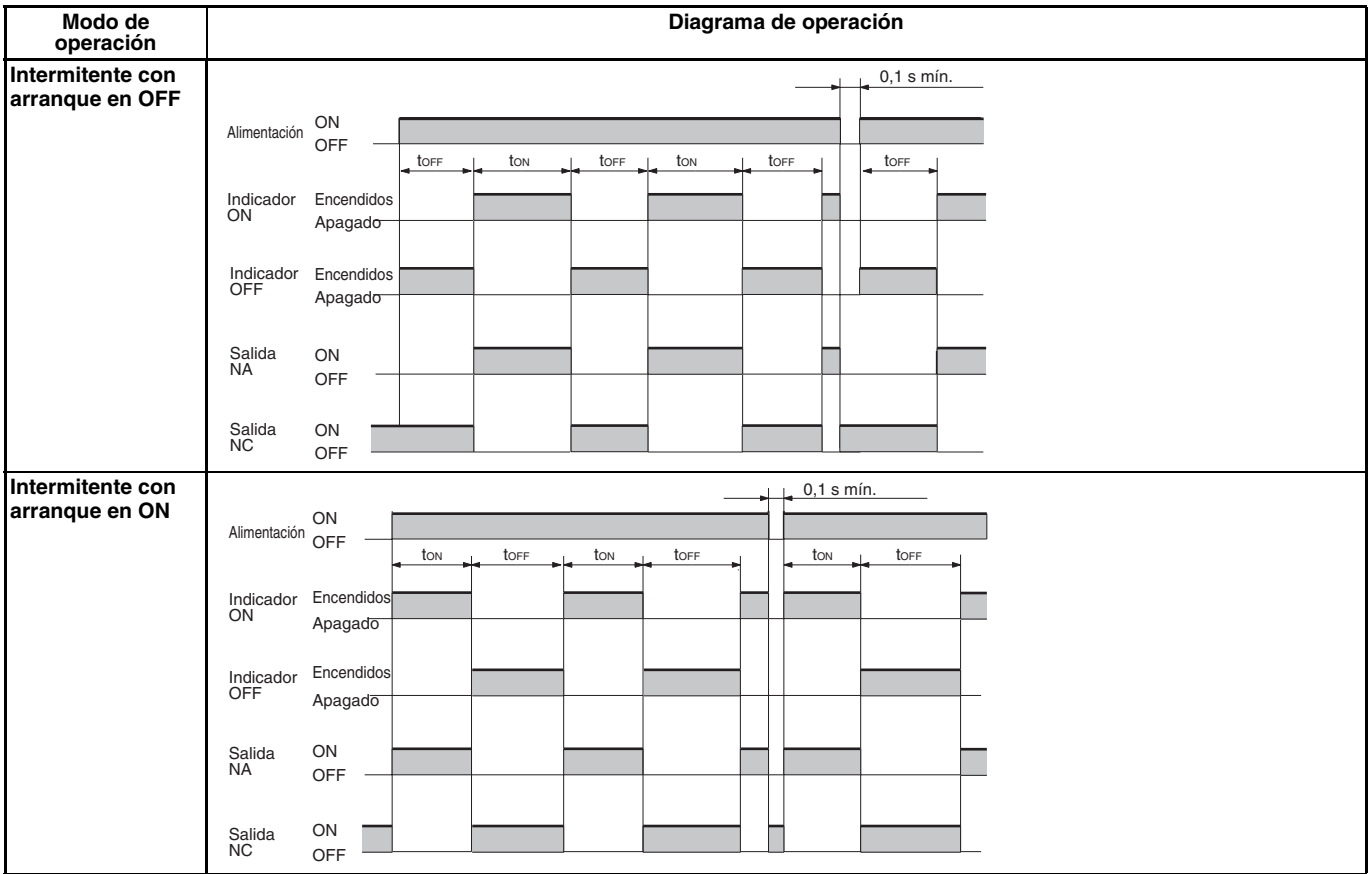 Modo de
operación
Diagrama de operación
Intermitente con
arranque en OFF
0,1 s mín.
Alimentación ON
OFF
tOFF tON tOFF tON tOFF tOFF
Indicador
ON
Encendidos
Apagado
Indicador
OFF
Encendidos
Apagado
Salida
NA
ON
OFF
Salida
NC
ON
OFF
Intermitente con
arranque en ON
0,1 s mín.
Alimentación ON
OFF
tON tOFF tON tOFF tON tOFF
Indicador
ON
Encendidos
Apagado
Indicador
OFF
Encendidos
Apagado
Salida
NA
ON
OFF
Salida
NC
ON
OFF